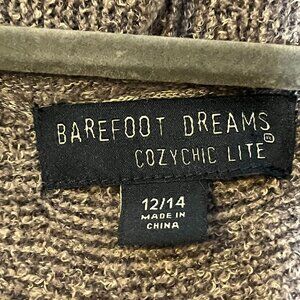 BAREFOOT DREAMS
COZYCHIC LITE®
12/14
MADE IN
CHINA